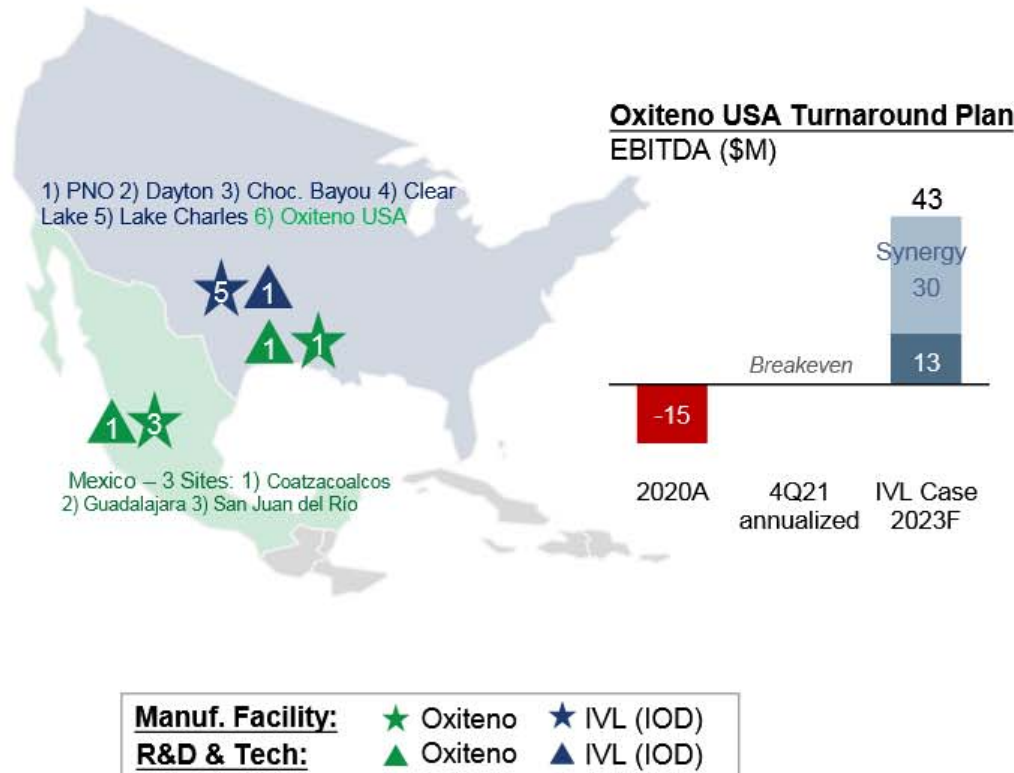 1) PNO 2) Dayton 3) Choc. Bayou 4) Clear
Lake 5) Lake Charles 6) Oxiteno USA
5
1
1
1
1
3
Mexico – 3 Sites: 1) Coatzacoalcos
2) Guadalajara 3) San Juan del Río
Oxiteno USA Turnaround Plan
EBITDA ($M)
43
Synergy
30
Breakeven
13
-15
2020A
4Q21
annualized
IVL Case
2023F
Manuf. Facility: Oxiteno IVL (IOD)
R&D & Tech: Oxiteno IVL (IOD)